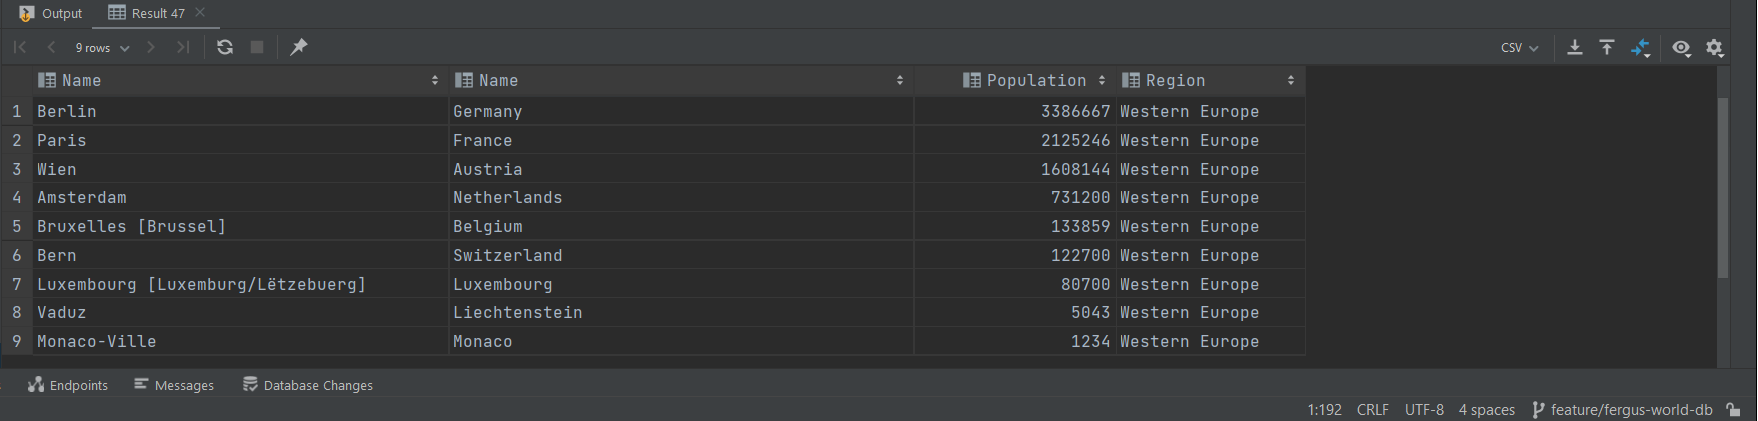 Output Result 47
9 rows CSV
Name Name Population Region
1 Berlin Germany 3386667 Western Europe
2 Paris France 2125246 Western Europe
3 Wien Austria 1608144 Western Europe
4 Amsterdam Netherlands 731200 Western Europe
5 Bruxelles [Brussel] Belgium 133859 Western Europe
6 Bern Switzerland 122700 Western Europe
7 Luxembourg [Luxemburg/Lëtzebuerg] Luxembourg 80700 Western Europe
8 Vaduz Liechtenstein 5043 Western Europe
9 Monaco-Ville Monaco 1234 Western Europe
Endpoints Messages Database Changes
1:192 CRLF UTF-8 4 spaces feature/fergus-world-db